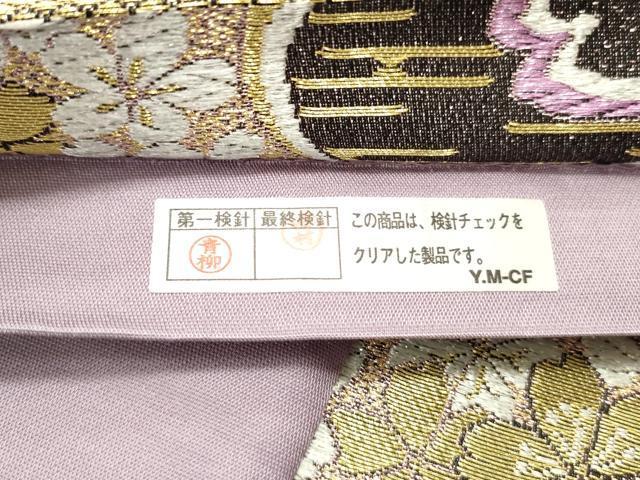 第一検針 最終検針
青柳
この商品は、検針チェックを
クリアした製品です。
Y.M-CF